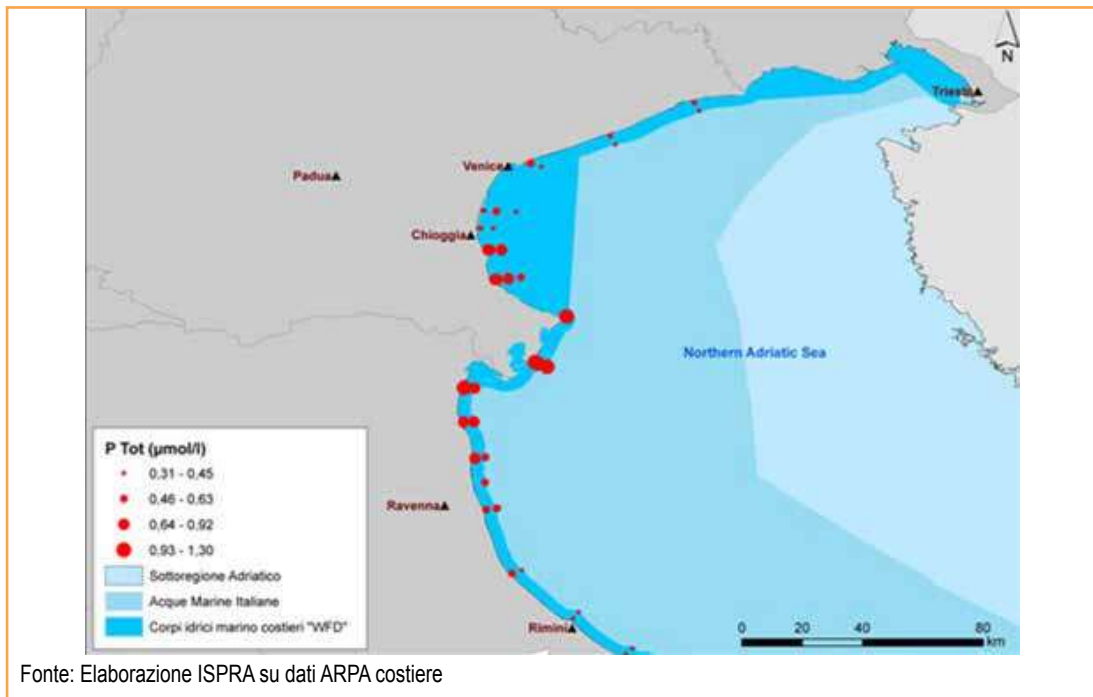 N
Trieste
Venice
Padua
Chioggia
Northern Adriatic Sea
P Tot (µmol/l)
0,31 - 0,45
0,46 - 0,63
0,64 - 0,92
0,93 - 1,30
Ravenna
Sottoregione Adriatico
Acque Marine Italiane
Corpi idrici marino costieri "WFD"
Rimini
0 20 40 80
km
Fonte: Elaborazione ISPRA su dati ARPA costiere